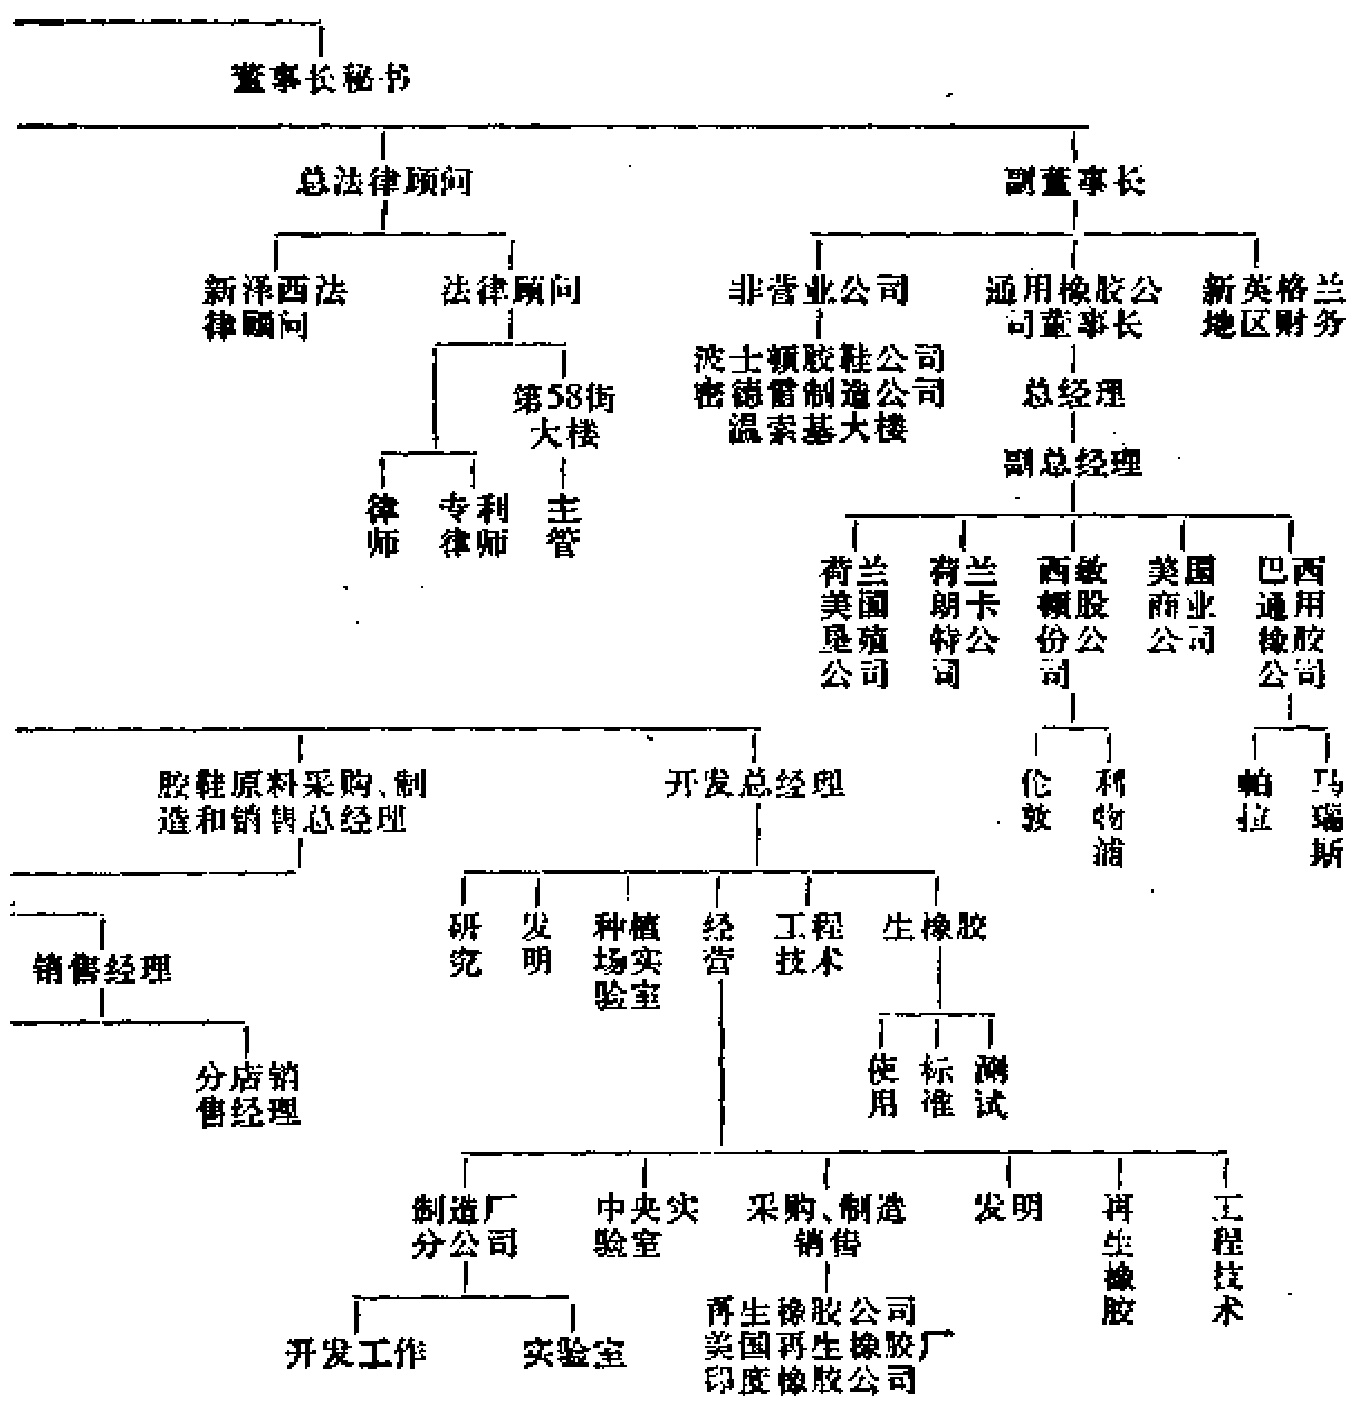 董事长秘书
总法律顾问
副董事长
新泽西法
律顾问
法律顾问
非营业公司
通用橡胶公
司董事长
新英格兰
地区财务
波士顿胶鞋公司
密德雷制造公司
温索基大楼
第58街
大楼
总经理
副总经理
律
师
专利
律师
主
管
荷兰
美国
垦殖
公司
荷兰
朗卡
特公
司
西敏
顿股
份公
司
美国
商业
公司
巴西
通用
橡胶
公司
伦
敦
利
物
浦
帕
拉
马
瑙
斯
胶鞋原料采购、制
造和销售总经理
开发总经理
销售经理
分店销
售经理
研
究
发
明
种植
场实
验室
经
营
工程
技术
生橡胶
使
用
标
准
测
试
制造厂
分公司
中央实
验室
采购、制造
销售
发明
再
生
橡
胶
工
程
技
术
开发工作
实验室
再生橡胶公司
美国再生橡胶厂
印度橡胶公司